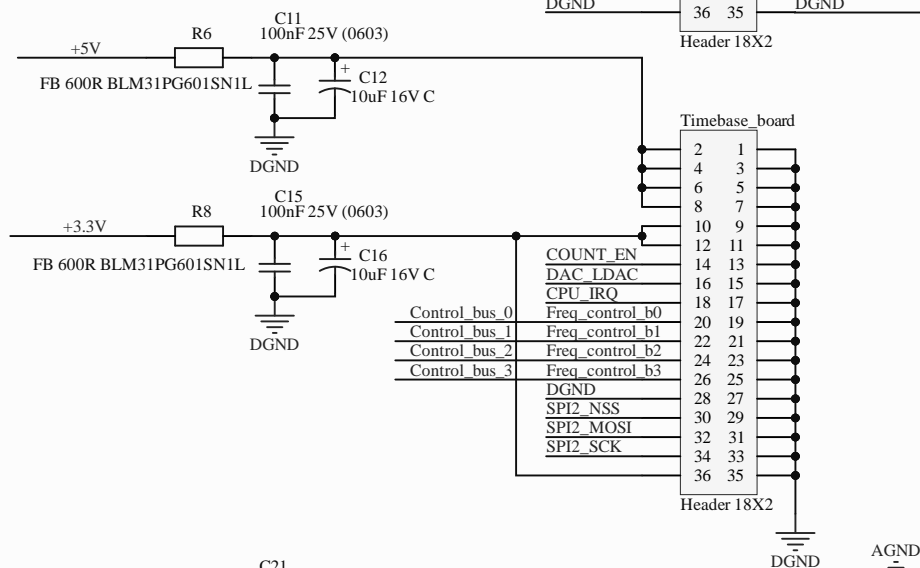 DGND 36 35 DGND
Header 18X2
C11
100nF 25V (0603)
R6
+5V
FB 600R BLM31PG601SN1L
+
C12
10uF 16V C
DGND
C15
100nF 25V (0603)
R8
+3.3V
FB 600R BLM31PG601SN1L
+
C16
10uF 16V C
DGND
Timebase_board
2 1
4 3
6 5
8 7
10 9
12 11
COUNT_EN 14 13
DAC_LDAC 16 15
CPU_IRQ 18 17
Control_bus_0 Freq_control_b0 20 19
Control_bus_1 Freq_control_b1 22 21
Control_bus_2 Freq_control_b2 24 23
Control_bus_3 Freq_control_b3 26 25
DGND 28 27
SPI2_NSS 30 29
SPI2_MOSI 32 31
SPI2_SCK 34 33
36 35
Header 18X2
DGND
AGND
C21